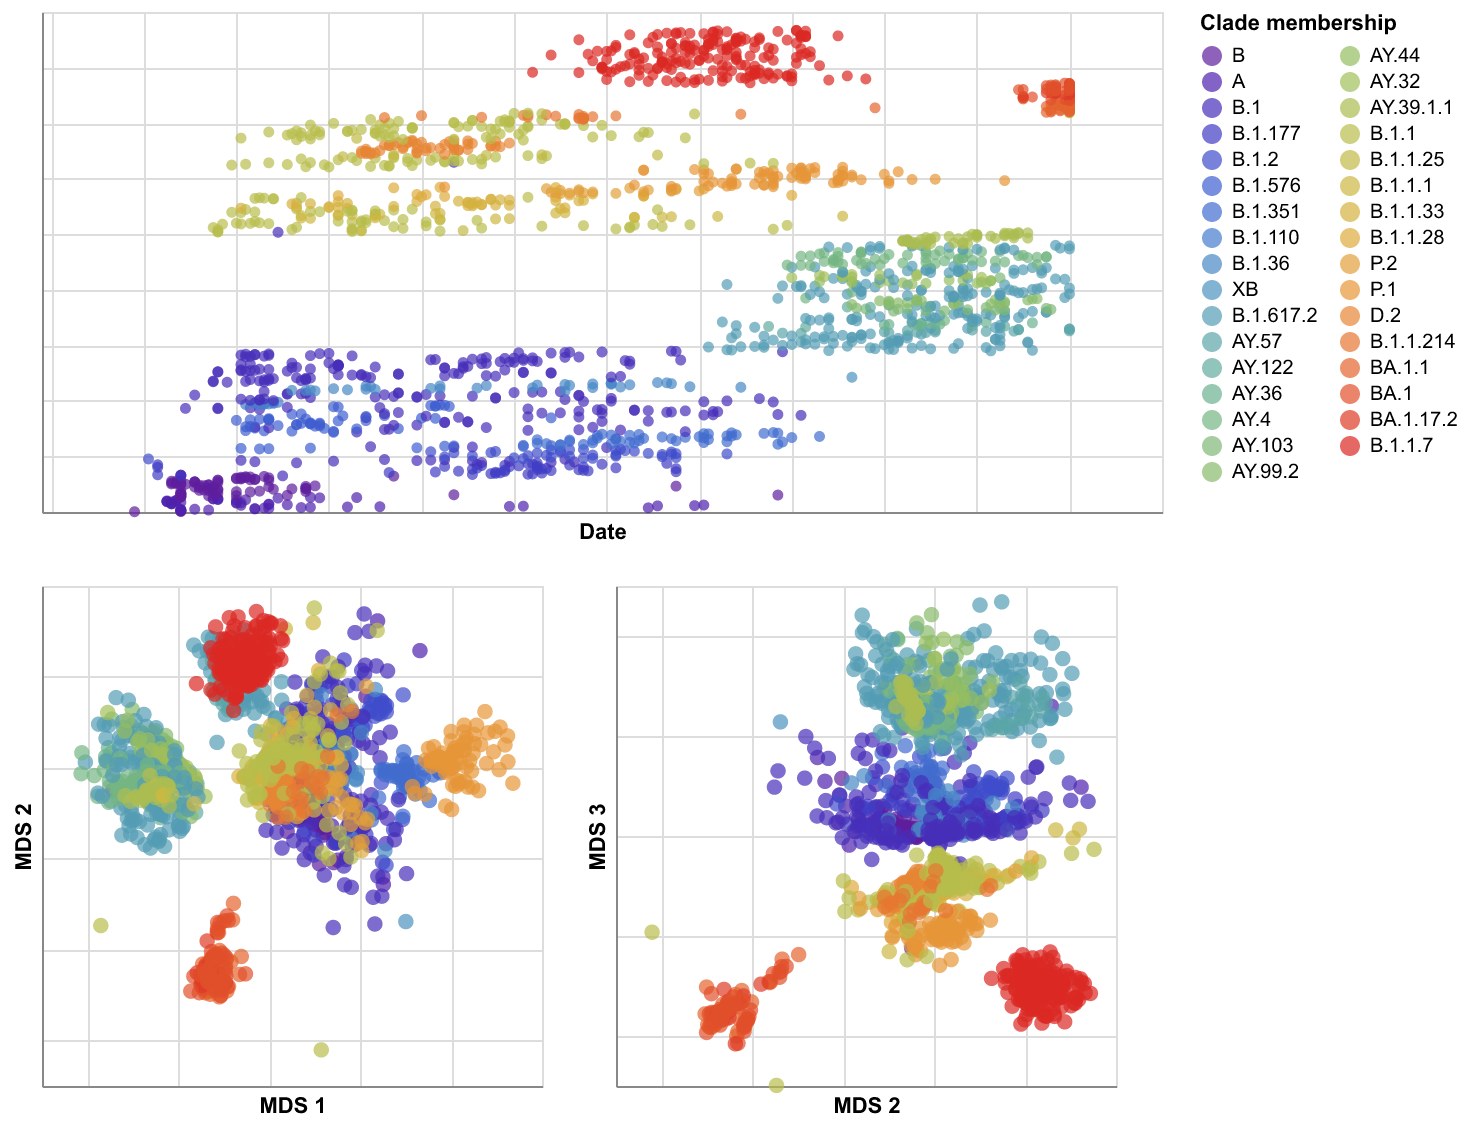 Clade membership
B
A
B.1
B.1.177
B.1.2
B.1.576
B.1.351
B.1.110
B.1.36
XB
B.1.617.2
AY.57
AY.122
AY.36
AY.4
AY.103
AY.99.2
AY.44
AY.32
AY.39.1.1
B.1.1
B.1.1.25
B.1.1.1
B.1.1.33
B.1.1.28
P.2
P.1
D.2
B.1.1.214
BA.1.1
BA.1
BA.1.17.2
B.1.1.7
Date
MDS 2
MDS 1
MDS 3
MDS 2